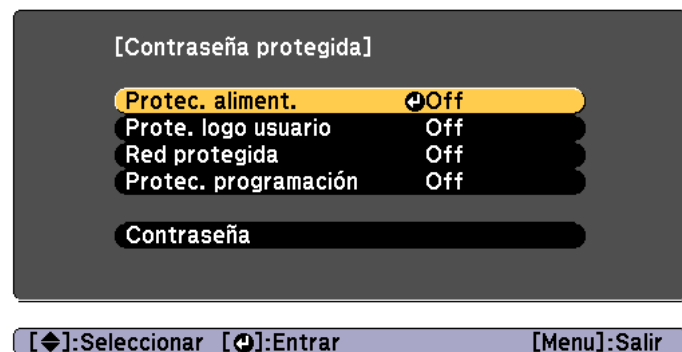 [Contraseña protegida]
Protec. aliment. Off
Prote. logo usuario Off
Red protegida Off
Protec. programación Off
Contraseña
[◆]:Seleccionar [↵]:Entrar [Menu]:Salir